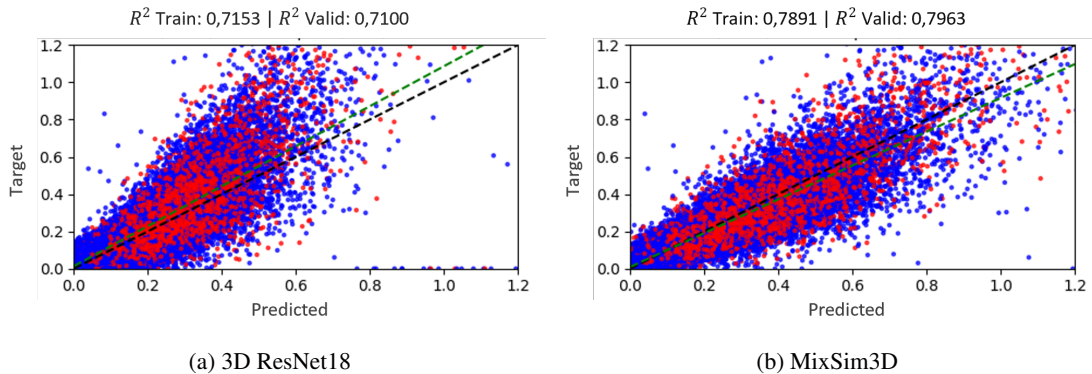 R² Train: 0,7153 | R² Valid: 0,7100
1.2
1.0
0.8
0.6
0.4
0.2
0.0
Target
0.0 0.2 0.4 0.6 0.8 1.0 1.2
Predicted
(a) 3D ResNet18
R² Train: 0,7891 | R² Valid: 0,7963
1.2
1.0
0.8
0.6
0.4
0.2
0.0
Target
0.0 0.2 0.4 0.6 0.8 1.0 1.2
Predicted
(b) MixSim3D